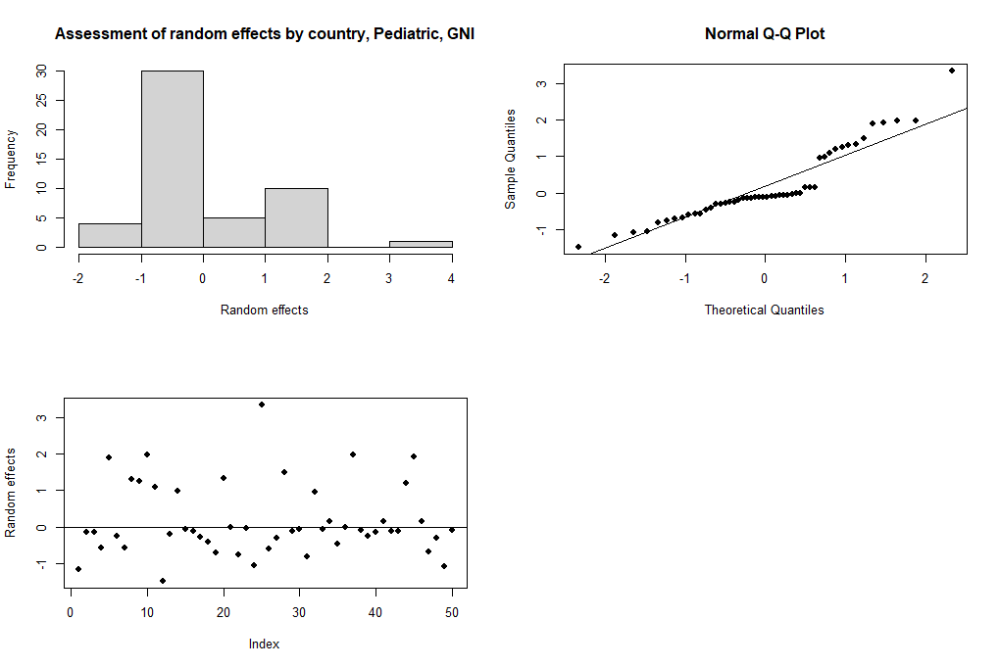 Assessment of random effects by country, Pediatric, GNI
Frequency
0 5 10 15 20 25 30
-2 -1 0 1 2 3 4
Random effects
Normal Q-Q Plot
Sample Quantiles
-1 0 1 2 3
-2 -1 0 1 2
Theoretical Quantiles
Random effects
-1 0 1 2 3
0 10 20 30 40 50
Index